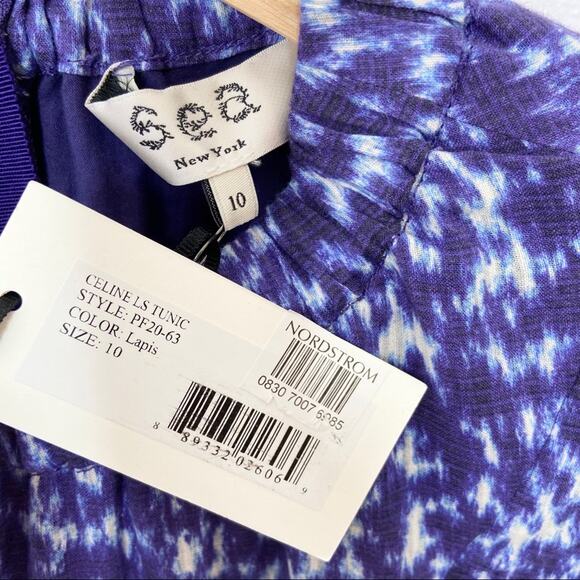 Sea
New York
10
CELINE LS TUNIC
STYLE: PF20-63
COLOR: Lapis
SIZE: 10
NORDSTROM
0830 7007 6985
8 89332 02606 9